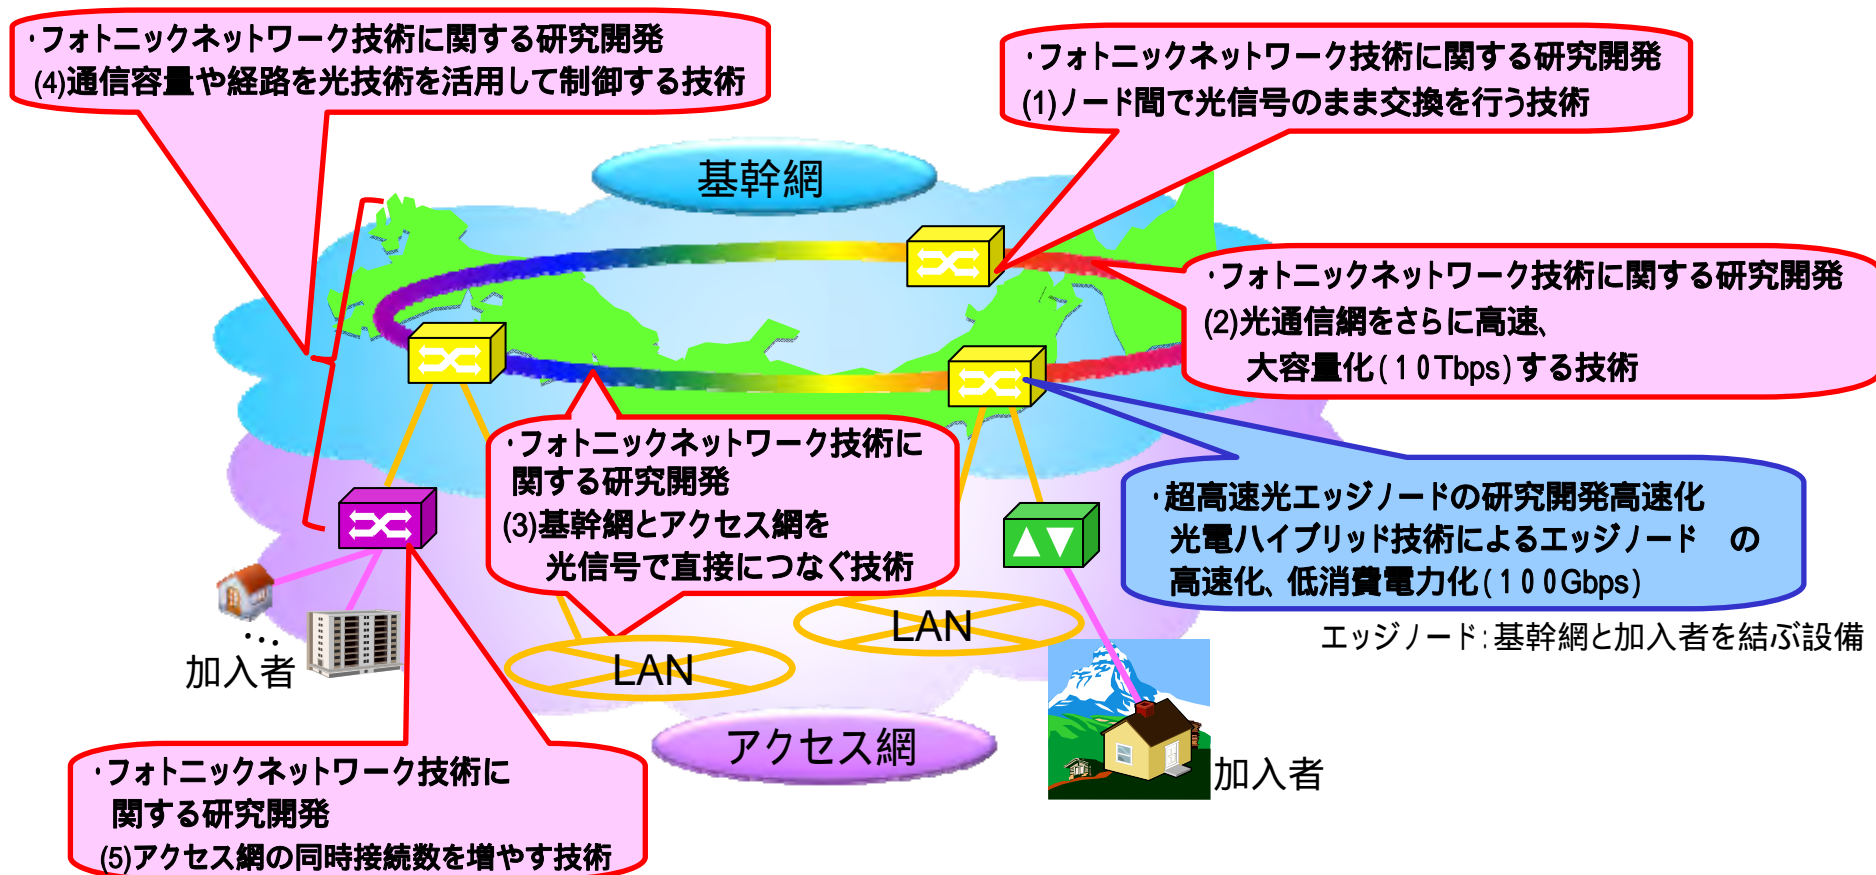 ・フォトニックネットワーク技術に関する研究開発
(4)通信容量や経路を光技術を活用して制御する技術
・フォトニックネットワーク技術に関する研究開発
(1)ノード間で光信号のまま交換を行う技術
基幹網
・フォトニックネットワーク技術に関する研究開発
(2)光通信網をさらに高速、
大容量化(10Tbps)する技術
・フォトニックネットワーク技術に
関する研究開発
(3)基幹網とアクセス網を
光信号で直接につなぐ技術
・超高速光エッジノードの研究開発高速化
光電ハイブリッド技術によるエッジノード　の
高速化、低消費電力化(100Gbps)
エッジノード:基幹網と加入者を結ぶ設備
LAN
LAN
加入者
アクセス網
加入者
・フォトニックネットワーク技術に
関する研究開発
(5)アクセス網の同時接続数を増やす技術